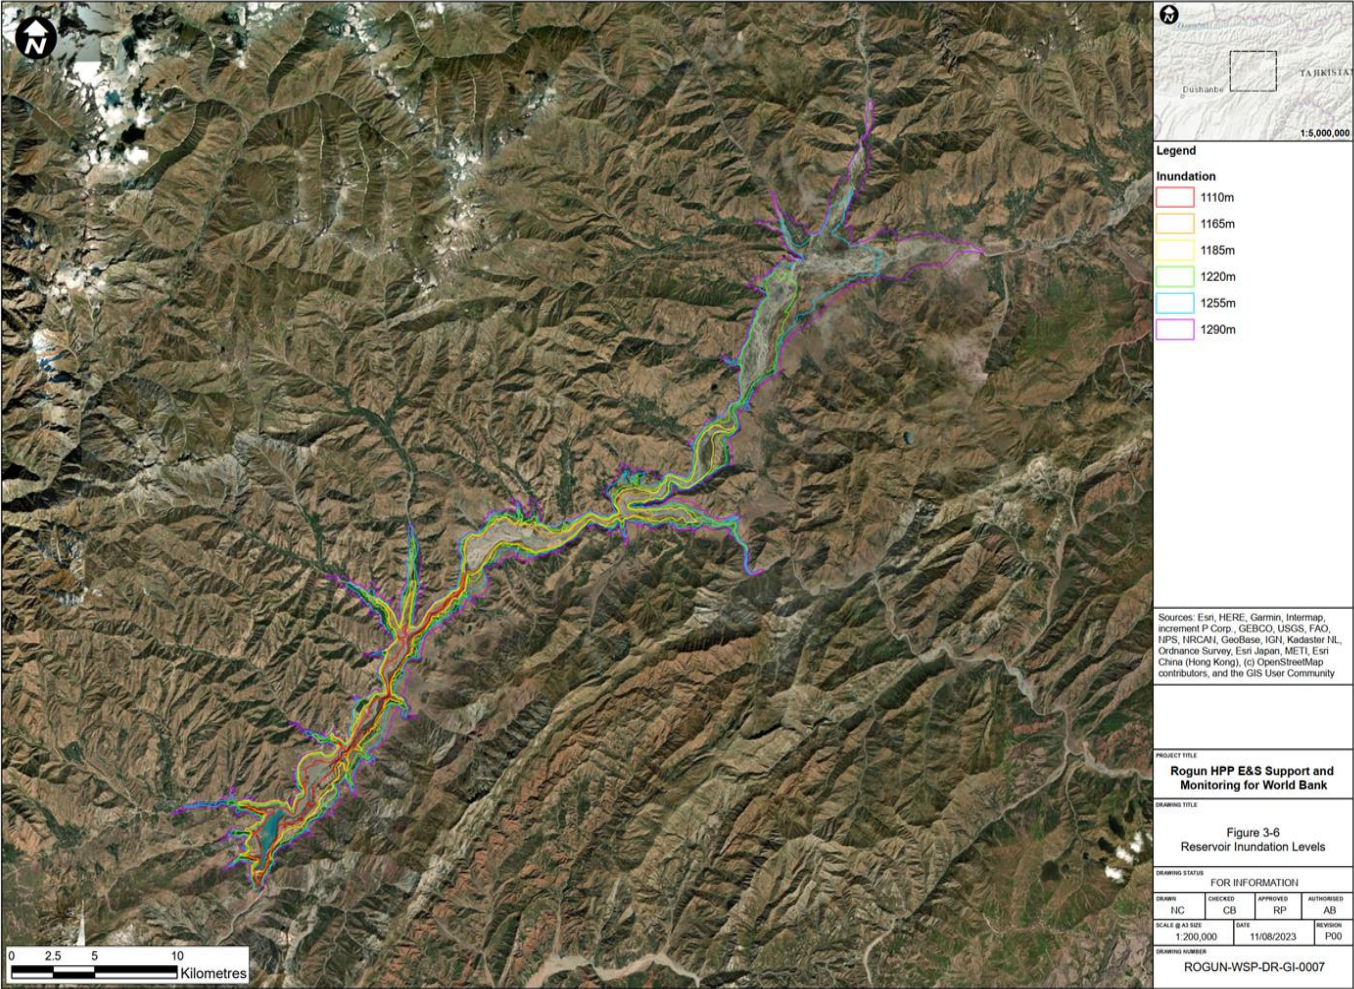 N
N
Dushanbe
TAJIKISTAN
1:5,000,000
Legend
Inundation
1110m
1165m
1185m
1220m
1255m
1290m
Sources: Esri, HERE, Garmin, Intermap,
increment P Corp., GEBCO, USGS, FAO,
NPS, NRCAN, GeoBase, IGN, Kadaster NL,
Ordnance Survey, Esri Japan, METI, Esri
China (Hong Kong), (c) OpenStreetMap
contributors, and the GIS User Community
PROJECT TITLE
Rogun HPP E&S Support and
Monitoring for World Bank
DRAWING TITLE
Figure 3-6
Reservoir Inundation Levels
DRAWING STATUS
FOR INFORMATION
DRAWN CHECKED APPROVED AUTHORISED
NC CB RP AB
SCALE @ A3 SIZE DATE REVISION
1:200,000 11/08/2023 P00
DRAWING NUMBER
ROGUN-WSP-DR-GI-0007
0 2.5 5 10
Kilometres